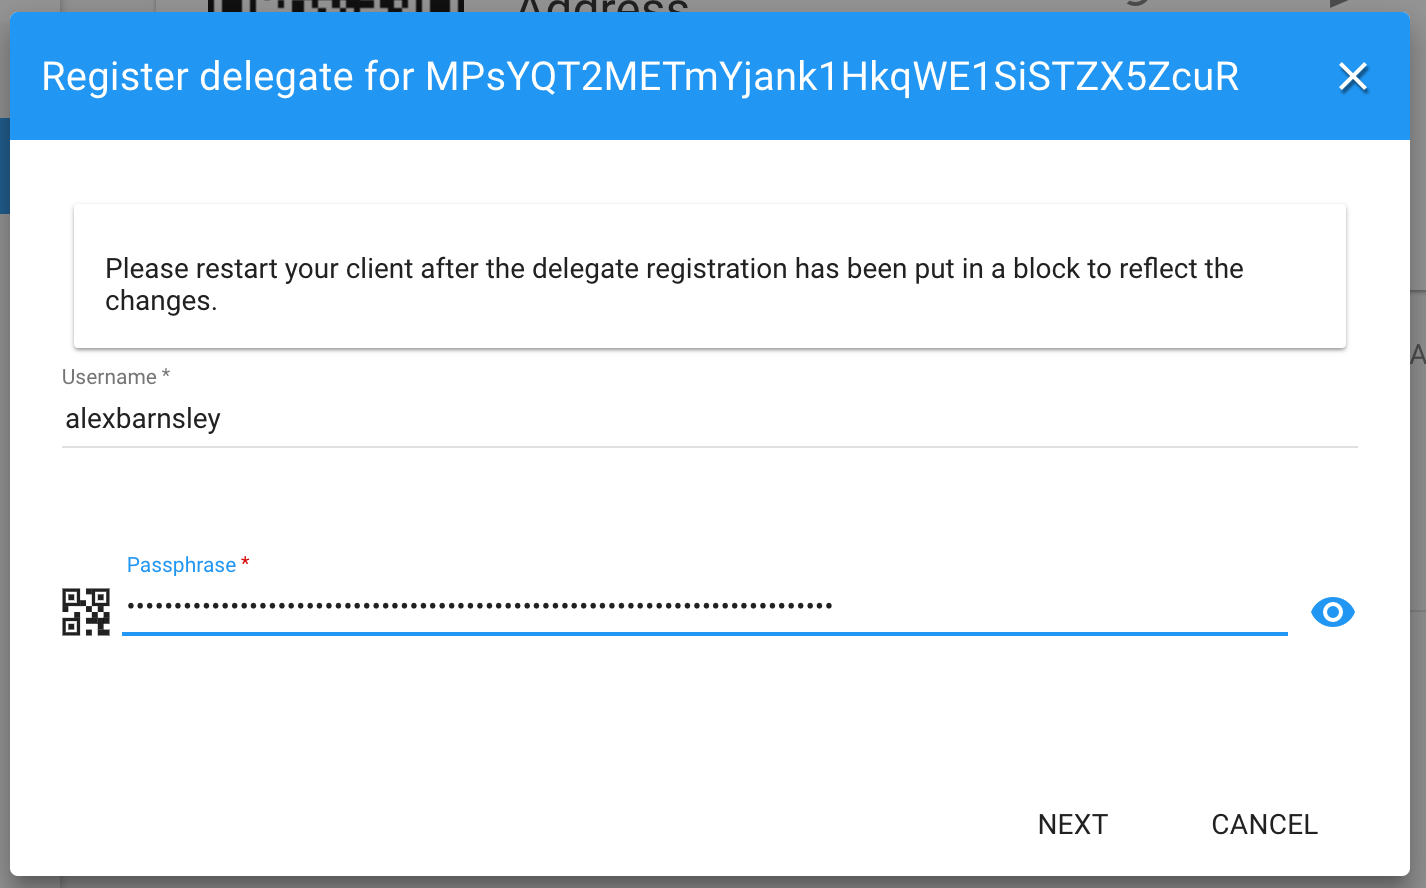 Address
Register delegate for MPsYQT2METmYjank1HkqWE1SiSTZX5ZcuR
Please restart your client after the delegate registration has been put in a block to reflect the
changes.
A
Username *
alexbarnsley
Passphrase *
NEXT CANCEL